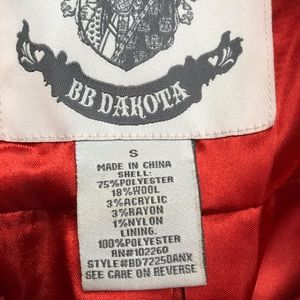 BB DAKOTA
S
MADE IN CHINA
SHELL:
75%POLYESTER
18%WOOL
3%ACRYLIC
3%RAYON
1%NYLON
LINING:
100%POLYESTER
RN#102260
STYLE#BD72250ANX
SEE CARE ON REVERSE